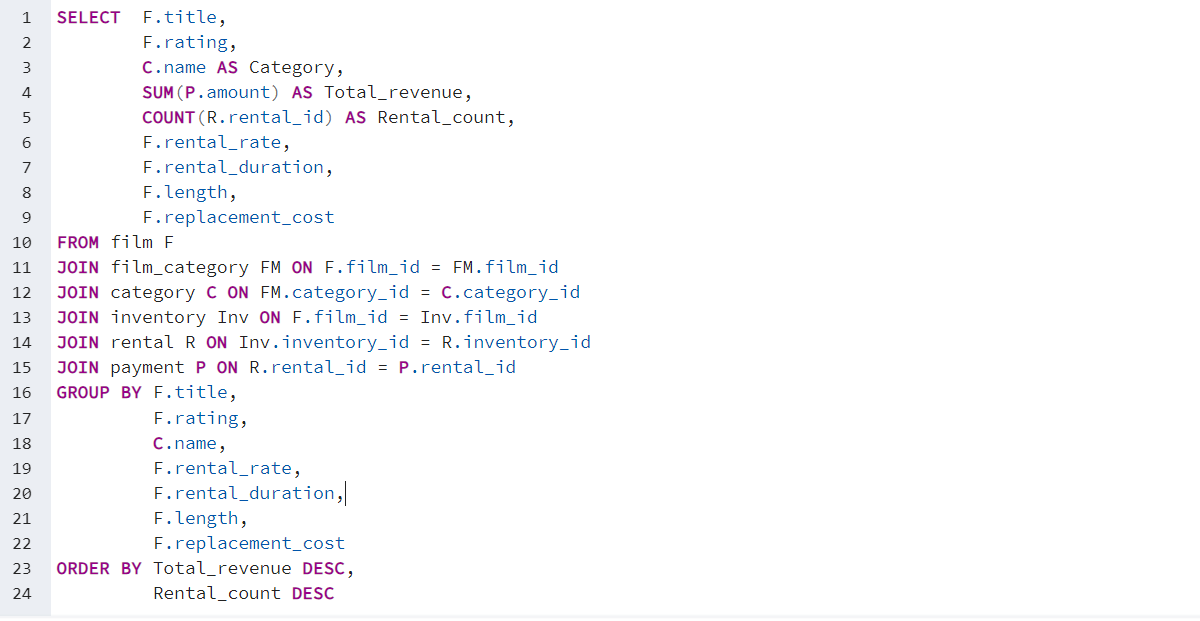 1 SELECT  F.title,
2         F.rating,
3         C.name AS Category,
4         SUM(P.amount) AS Total_revenue,
5         COUNT(R.rental_id) AS Rental_count,
6         F.rental_rate,
7         F.rental_duration,
8         F.length,
9         F.replacement_cost
10 FROM film F
11 JOIN film_category FM ON F.film_id = FM.film_id
12 JOIN category C ON FM.category_id = C.category_id
13 JOIN inventory Inv ON F.film_id = Inv.film_id
14 JOIN rental R ON Inv.inventory_id = R.inventory_id
15 JOIN payment P ON R.rental_id = P.rental_id
16 GROUP BY F.title,
17          F.rating,
18          C.name,
19          F.rental_rate,
20          F.rental_duration,
21          F.length,
22          F.replacement_cost
23 ORDER BY Total_revenue DESC,
24          Rental_count DESC